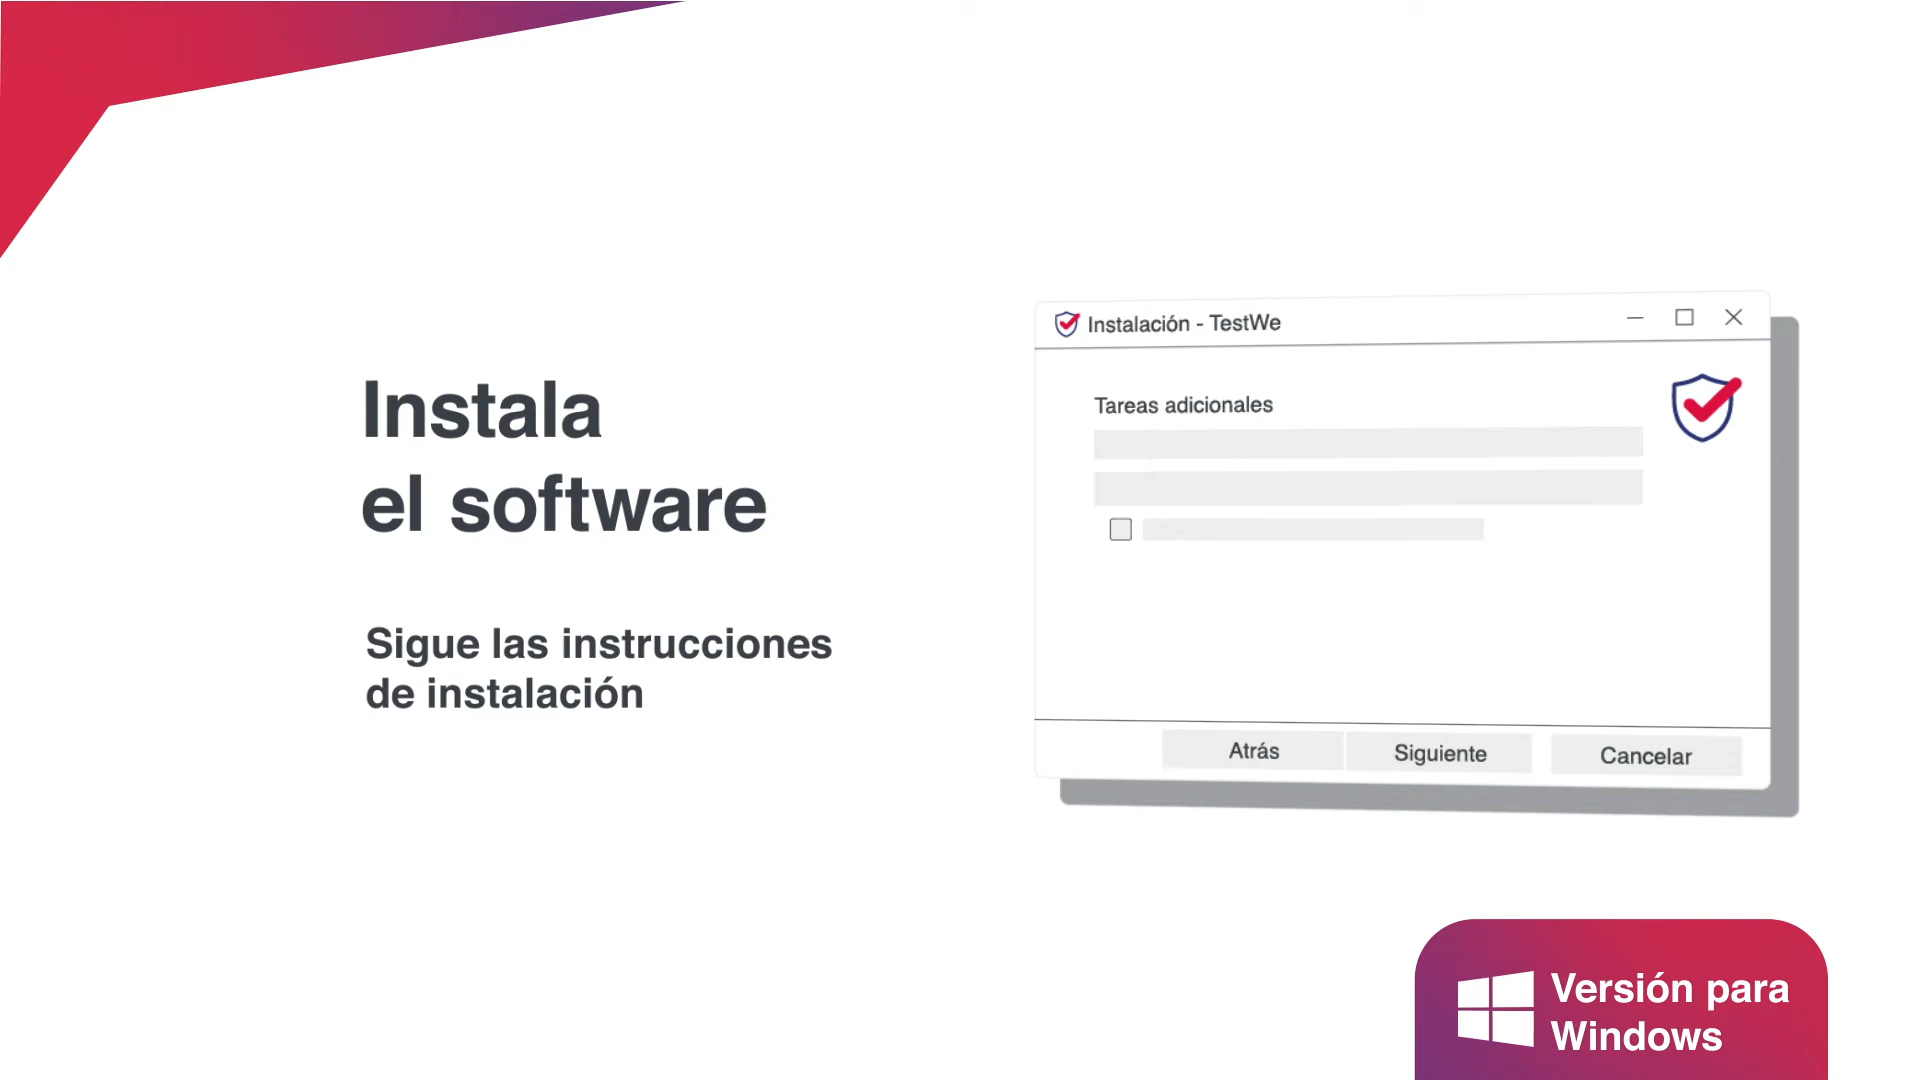 Instala
el software
Sigue las instrucciones
de instalación
Instalación - TestWe
Tareas adicionales
Atrás
Siguiente
Cancelar
Versión para
Windows